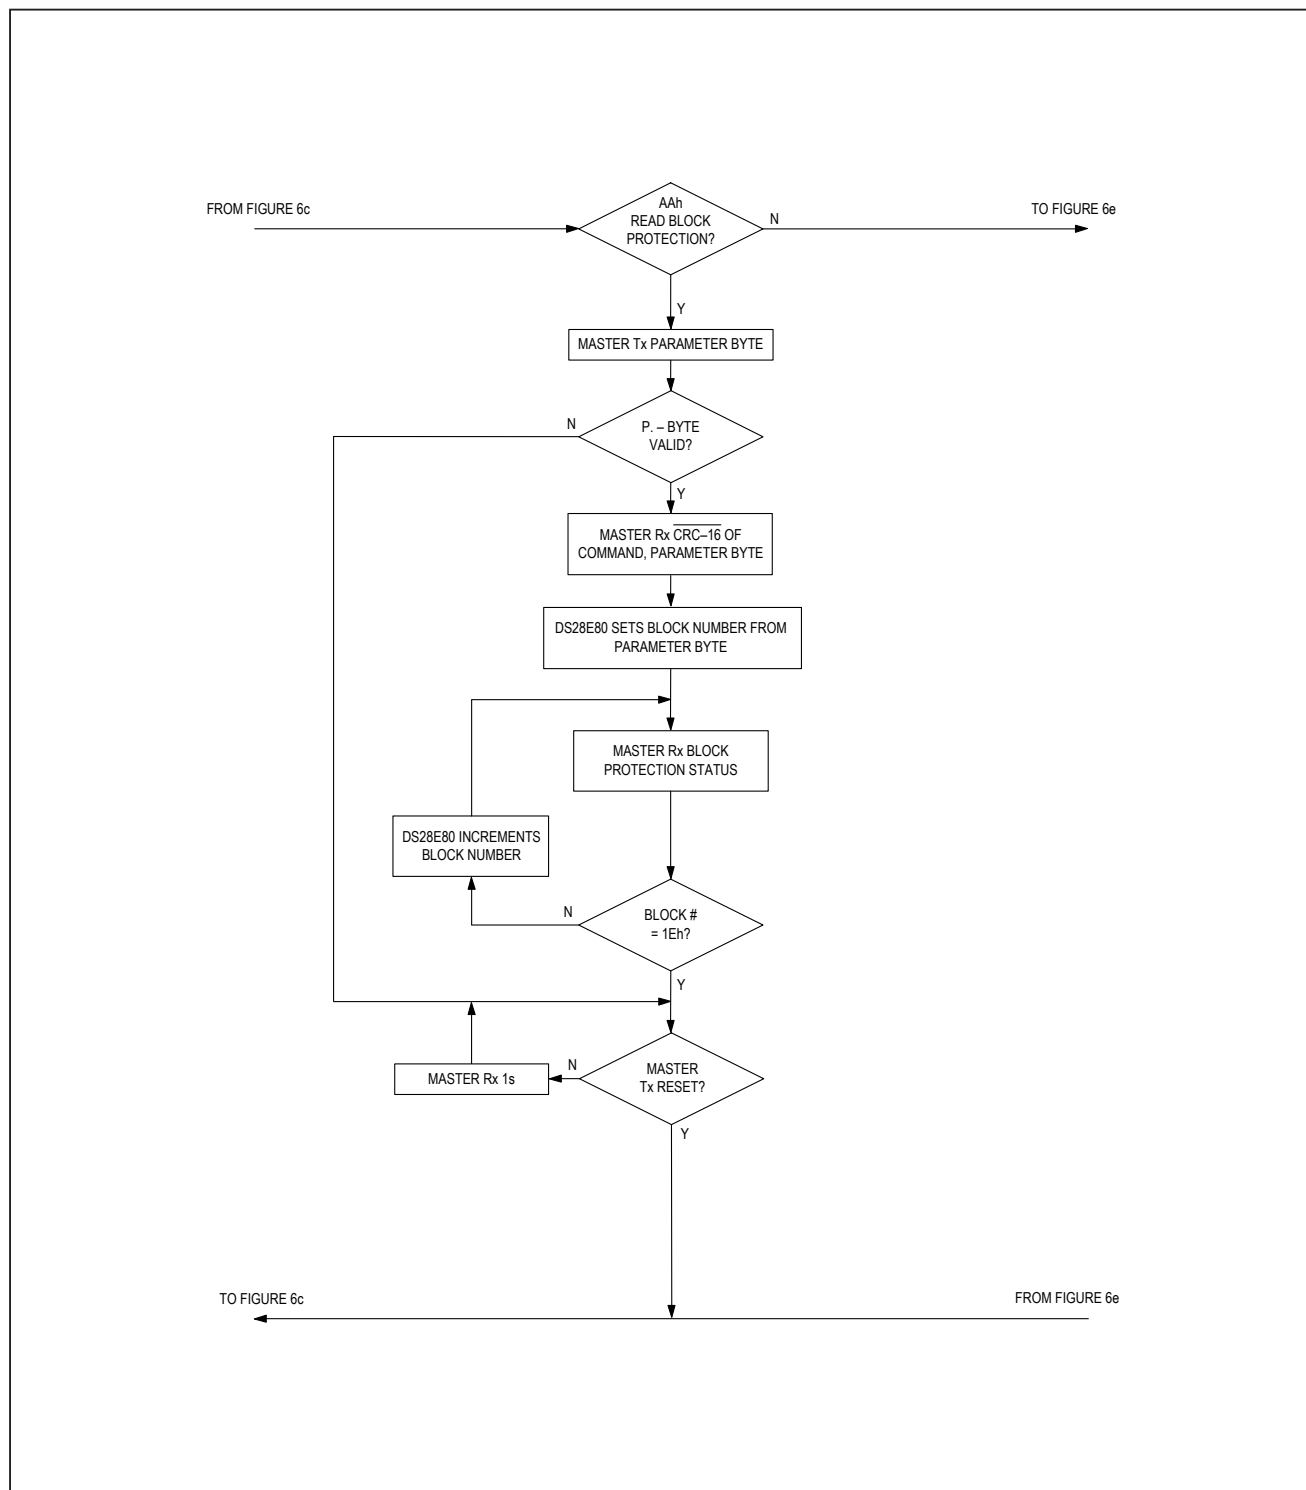 FROM FIGURE 6c
AAh
READ BLOCK
PROTECTION?
N
TO FIGURE 6e
Y
MASTER Tx PARAMETER BYTE
N
P. – BYTE
VALID?
Y
MASTER Rx CRC–16 OF
COMMAND, PARAMETER BYTE
DS28E80 SETS BLOCK NUMBER FROM
PARAMETER BYTE
MASTER Rx BLOCK
PROTECTION STATUS
DS28E80 INCREMENTS
BLOCK NUMBER
N
BLOCK #
= 1Eh?
Y
MASTER Rx 1s
N
MASTER
Tx RESET?
Y
TO FIGURE 6c
FROM FIGURE 6e